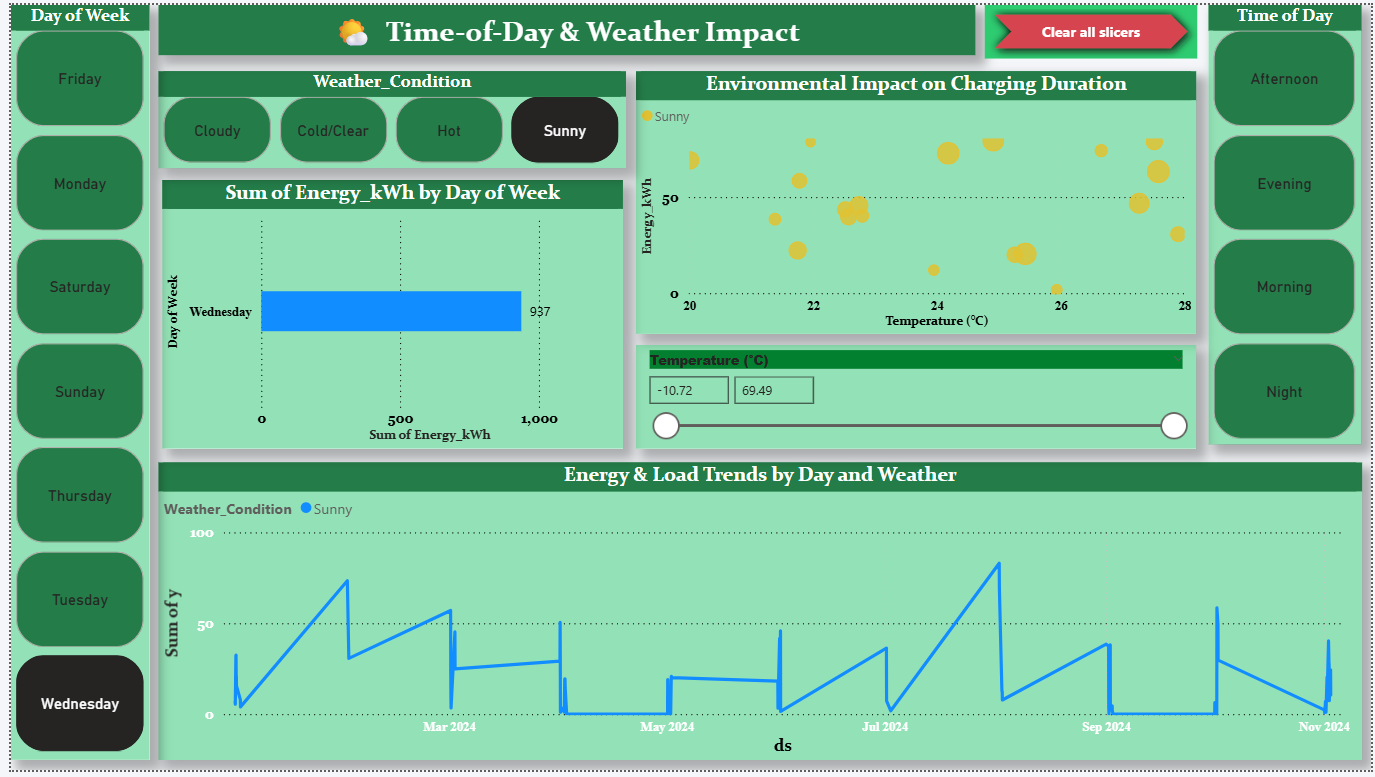 Day of Week
Friday
Monday
Saturday
Sunday
Thursday
Tuesday
Wednesday
Time-of-Day & Weather Impact
Clear all slicers
Weather_Condition
Cloudy
Cold/Clear
Hot
Sunny
Sum of Energy_kWh by Day of Week
Day of Week
Wednesday
937
0
500
1,000
Sum of Energy_kWh
Environmental Impact on Charging Duration
Sunny
Energy_kWh
50
0
20
22
24
26
28
Temperature (°C)
Temperature (°C)
-10.72
69.49
Time of Day
Afternoon
Evening
Morning
Night
Energy & Load Trends by Day and Weather
Weather_Condition
Sunny
Sum of y
100
50
0
Mar 2024
May 2024
Jul 2024
Sep 2024
Nov 2024
ds